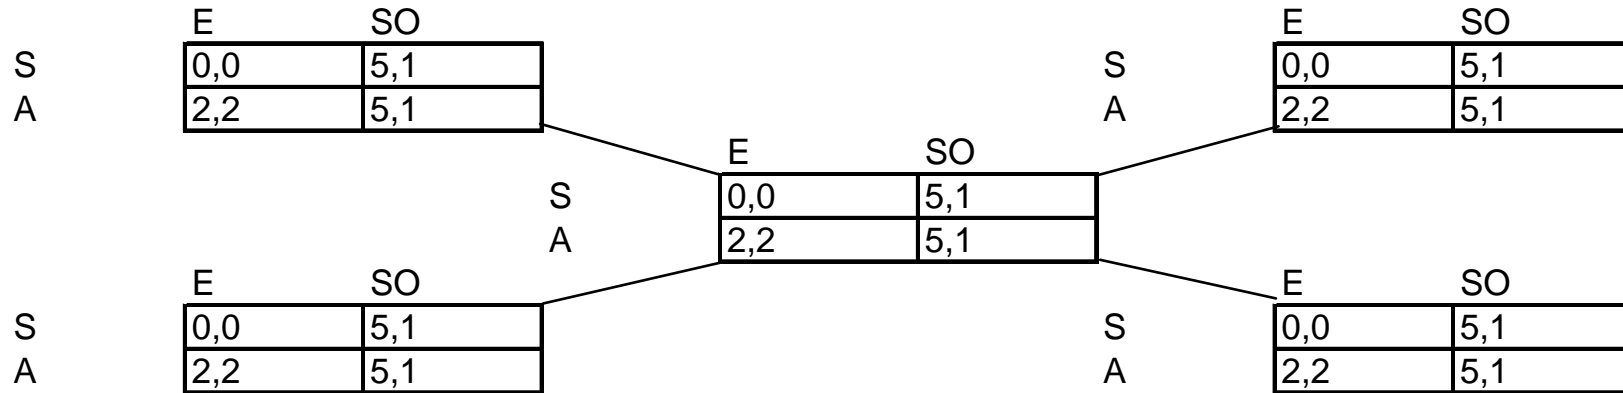 E SO E SO
S 0,0 5,1 S 0,0 5,1
A 2,2 5,1 A 2,2 5,1
E SO
S 0,0 5,1
A 2,2 5,1
E SO E SO
S 0,0 5,1 S 0,0 5,1
A 2,2 5,1 A 2,2 5,1